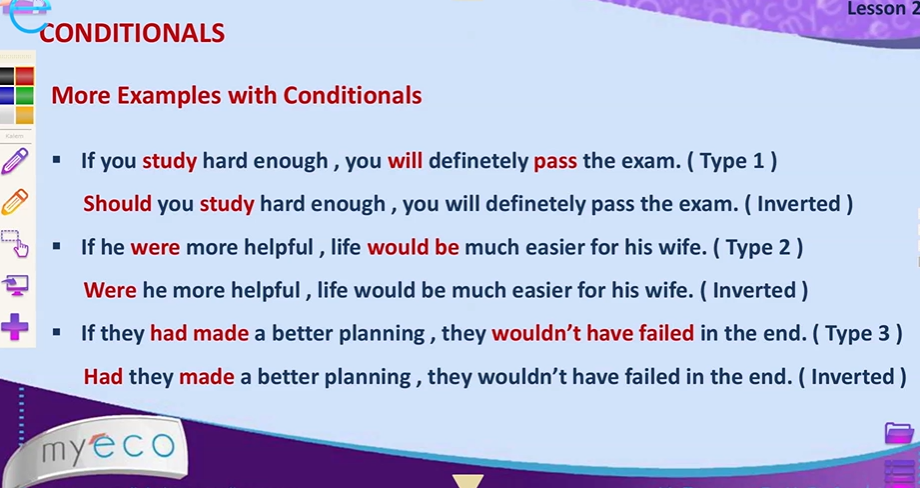 Lesson 2
CONDITIONALS
More Examples with Conditionals
Kalem
▪ If you study hard enough , you will definetely pass the exam. ( Type 1 )
Should you study hard enough , you will definetely pass the exam. ( Inverted )
▪ If he were more helpful , life would be much easier for his wife. ( Type 2 )
Were he more helpful , life would be much easier for his wife. ( Inverted )
▪ If they had made a better planning , they wouldn’t have failed in the end. ( Type 3 )
Had they made a better planning , they wouldn’t have failed in the end. ( Inverted )
myeco